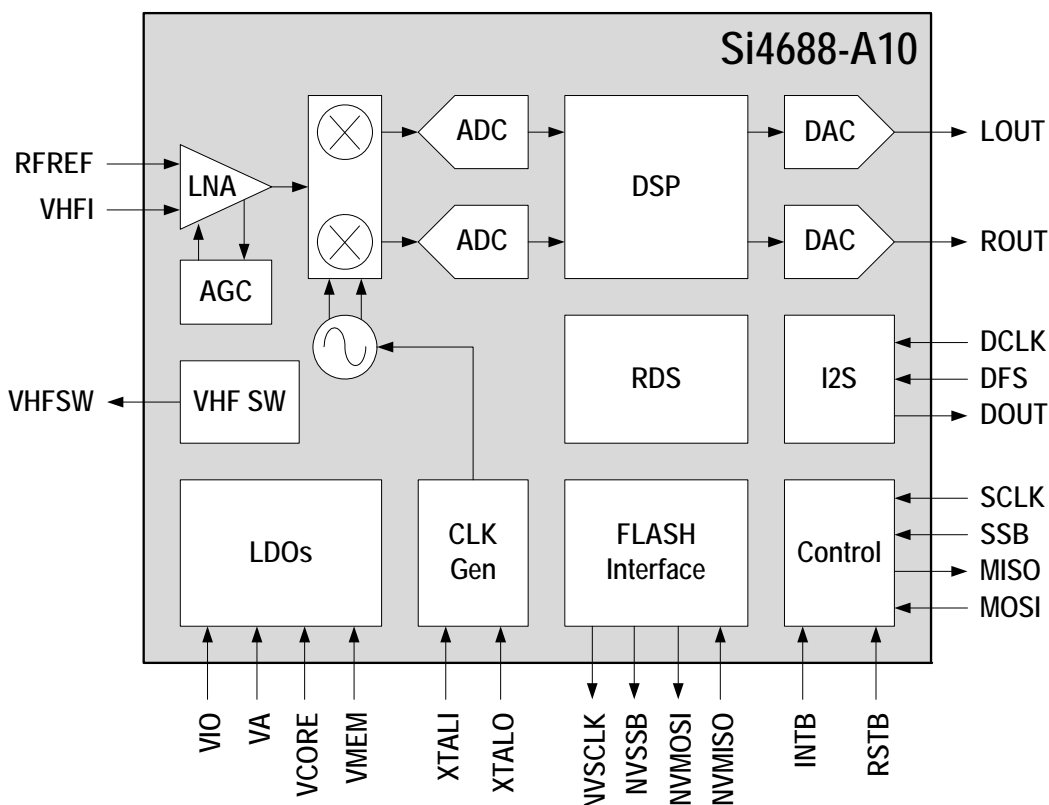 Si4688-A10
RFREF
VHFI
LNA
AGC
ADC
ADC
DSP
DAC
DAC
LOUT
ROUT
VHFSW
VHF SW
RDS
I2S
DCLK
DFS
DOUT
LDOs
CLK
Gen
FLASH
Interface
Control
SCLK
SSB
MISO
MOSI
VIO
VA
VCORE
VMEM
XTALI
XTALO
NVSCLK
NVSSB
NVMOSI
NVMISO
INTB
RSTB